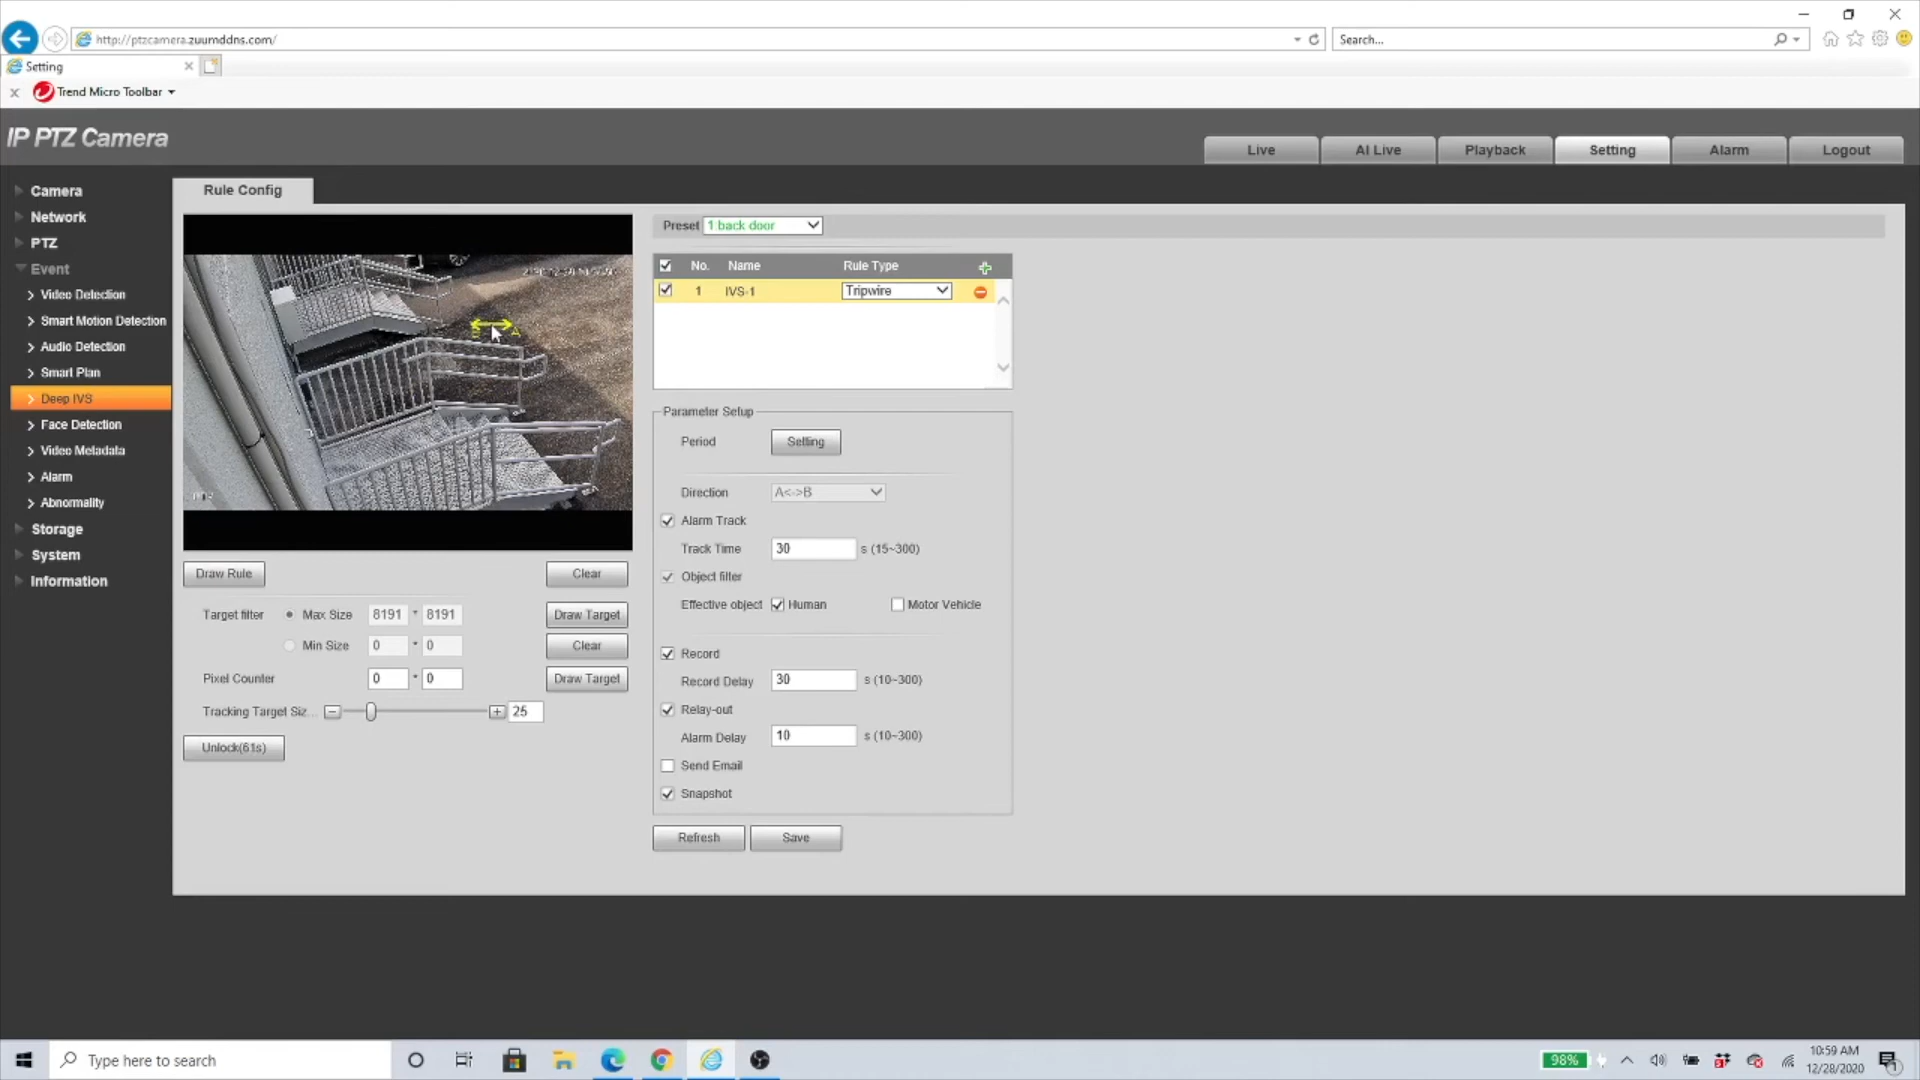 http://ptzcamera.zuumddns.com/
Search...
Setting
Trend Micro Toolbar
IP PTZ Camera
Live
AI Live
Playback
Setting
Alarm
Logout
Camera
Network
PTZ
Event
Video Detection
Smart Motion Detection
Audio Detection
Smart Plan
Deep IVS
Face Detection
Video Metadata
Alarm
Abnormality
Storage
System
Information
Rule Config
Preset 1 back door
No. Name Rule Type
1 IVS-1 Tripwire
Parameter Setup
Period Setting
Direction A<->B
Alarm Track
Track Time 30 s (15~300)
Object filter
Effective object Human Motor Vehicle
Record
Record Delay 30 s (10~300)
Relay-out
Alarm Delay 10 s (10~300)
Send Email
Snapshot
Refresh Save
Draw Rule Clear
Target filter Max Size 8191 * 8191 Draw Target
Min Size 0 * 0 Clear
Pixel Counter 0 * 0 Draw Target
Tracking Target Siz... 25
Unlock(61s)
Type here to search
98%
10:59 AM
12/28/2020